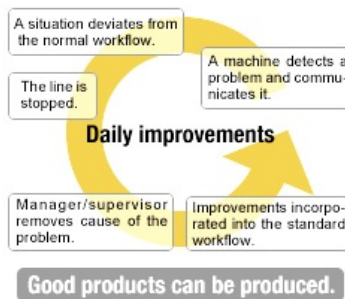 A machine detects a
problem and commu-
nicates it.
A situation deviates from
the normal workflow.
The line is
stopped.
Daily improvements
Manager/supervisor
removes cause of the
problem.
Improvements incorpo-
rated into the standard
workflow.
Good products can be produced.